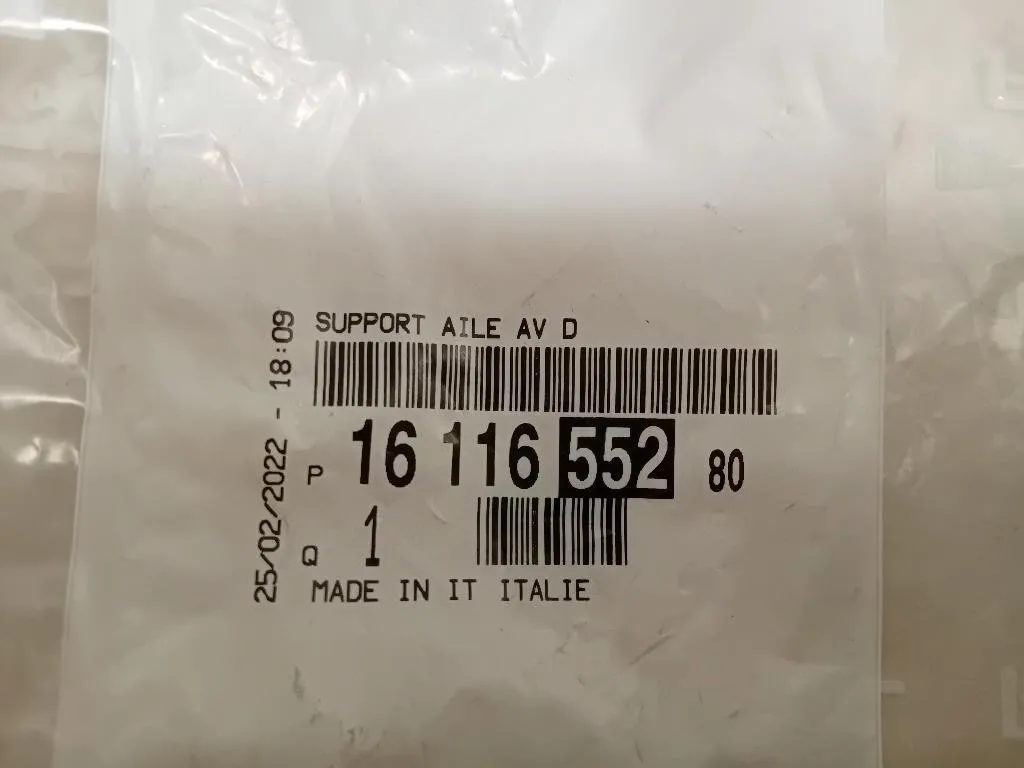 SUPPORT AILE AV D
P 16 116 552 80
Q 1
MADE IN IT ITALIE
25/02/2022 - 18:09